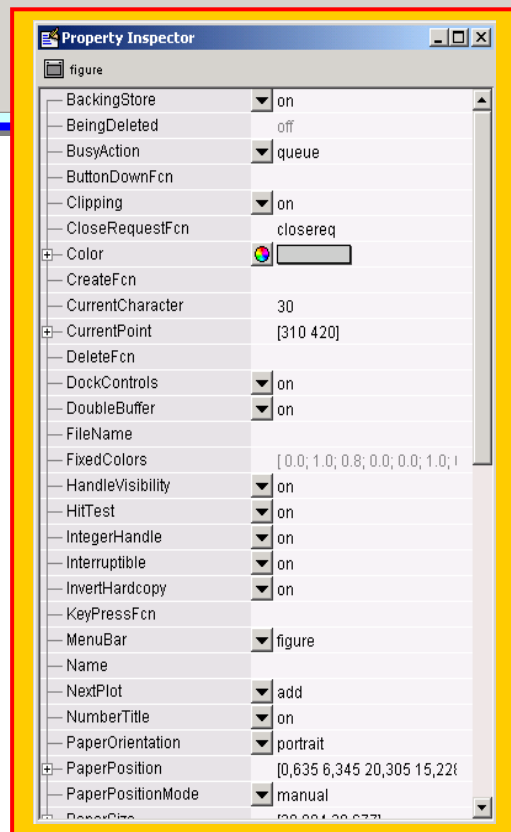 Property Inspector
figure
BackingStore on
BeingDeleted off
BusyAction queue
ButtonDownFcn
Clipping on
CloseRequestFcn closereq
Color
CreateFcn
CurrentCharacter 30
CurrentPoint [310 420]
DeleteFcn
DockControls on
DoubleBuffer on
FileName
FixedColors [ 0.0; 1.0; 0.8; 0.0; 0.0; 1.0;
HandleVisibility on
HitTest on
IntegerHandle on
Interruptible on
InvertHardcopy on
KeyPressFcn
MenuBar figure
Name
NextPlot add
NumberTitle on
PaperOrientation portrait
PaperPosition [0,635 6,345 20,305 15,228
PaperPositionMode manual
PaperSize